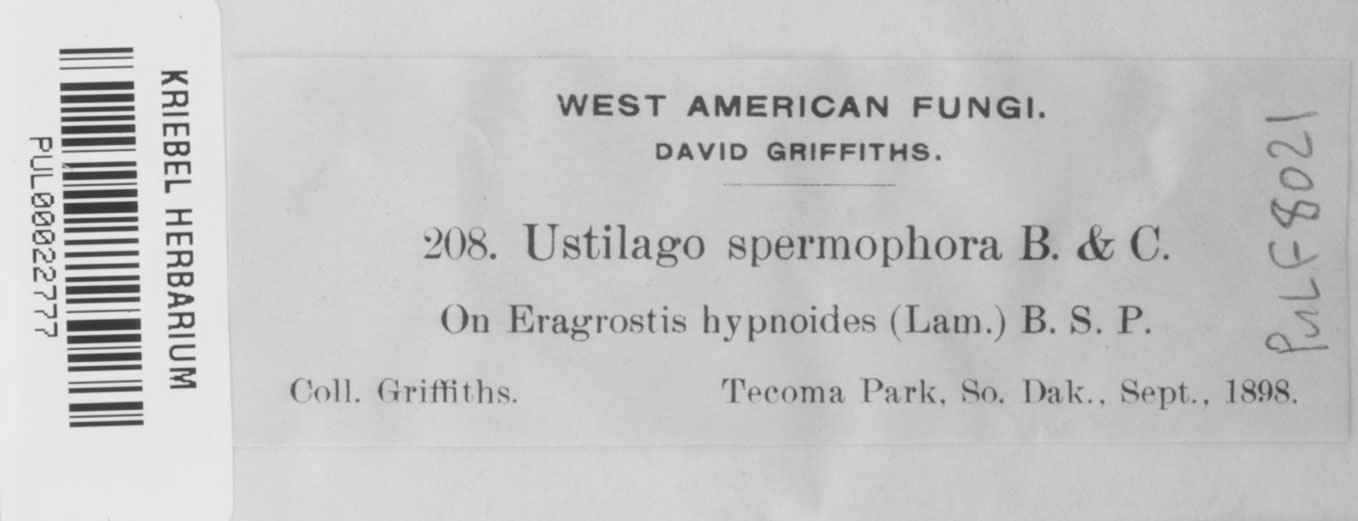 KRIEBEL HERBARIUM
PUL00022777
WEST AMERICAN FUNGI.
DAVID GRIFFITHS.
208. Ustilago spermophora B. & C.
On Eragrostis hypnoides (Lam.) B. S. P.
Coll. Griffiths. Tecoma Park, So. Dak., Sept., 1898.
PULF8021